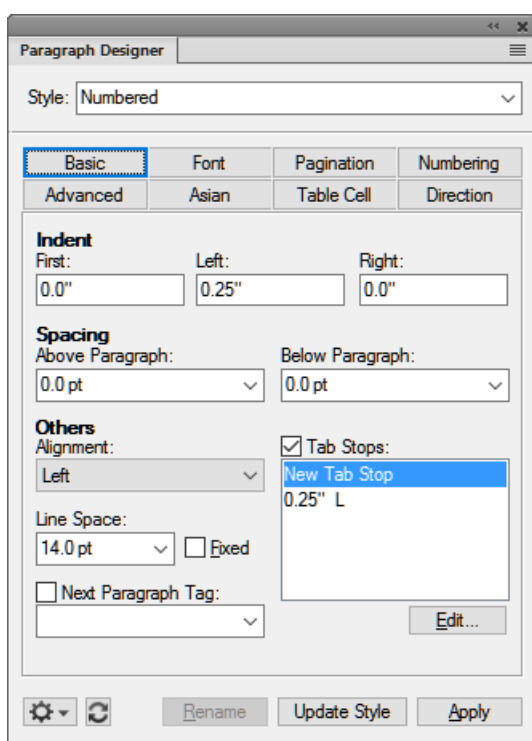 Paragraph Designer
Style: Numbered
Basic Font Pagination Numbering
Advanced Asian Table Cell Direction
Indent
First: Left: Right:
0.0" 0.25" 0.0"
Spacing
Above Paragraph: Below Paragraph:
0.0 pt 0.0 pt
Others
Alignment: Tab Stops:
Left New Tab Stop
0.25" L
Line Space:
14.0 pt Fixed
Next Paragraph Tag:
Edit...
Rename Update Style Apply